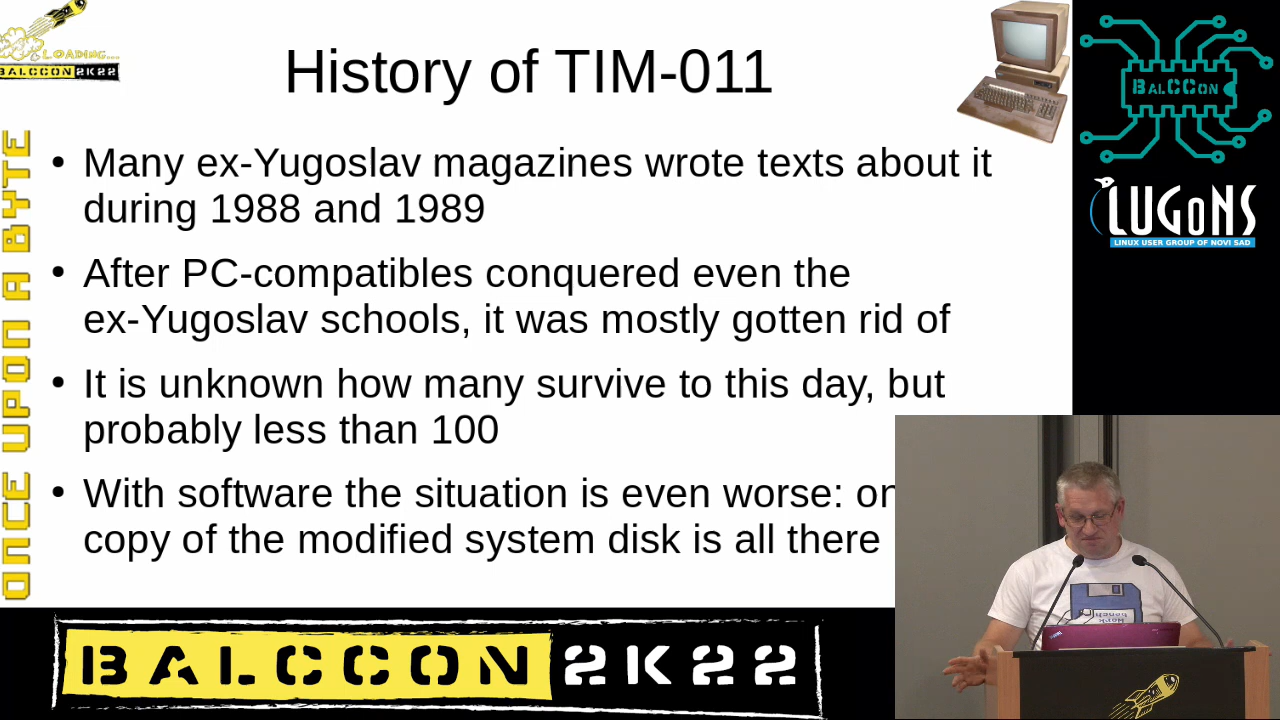 LOADING...
BALCCON2K22
History of TIM-011
BALCCON
LUGONS
LINUX USER GROUP OF NOVI SAD
ONCE UPON A BYTE
• Many ex-Yugoslav magazines wrote texts about it
during 1988 and 1989
• After PC-compatibles conquered even the
ex-Yugoslav schools, it was mostly gotten rid of
• It is unknown how many survive to this day, but
probably less than 100
• With software the situation is even worse:
copy of the modified system disk is all there
Work
bench
BALCCON 2K22